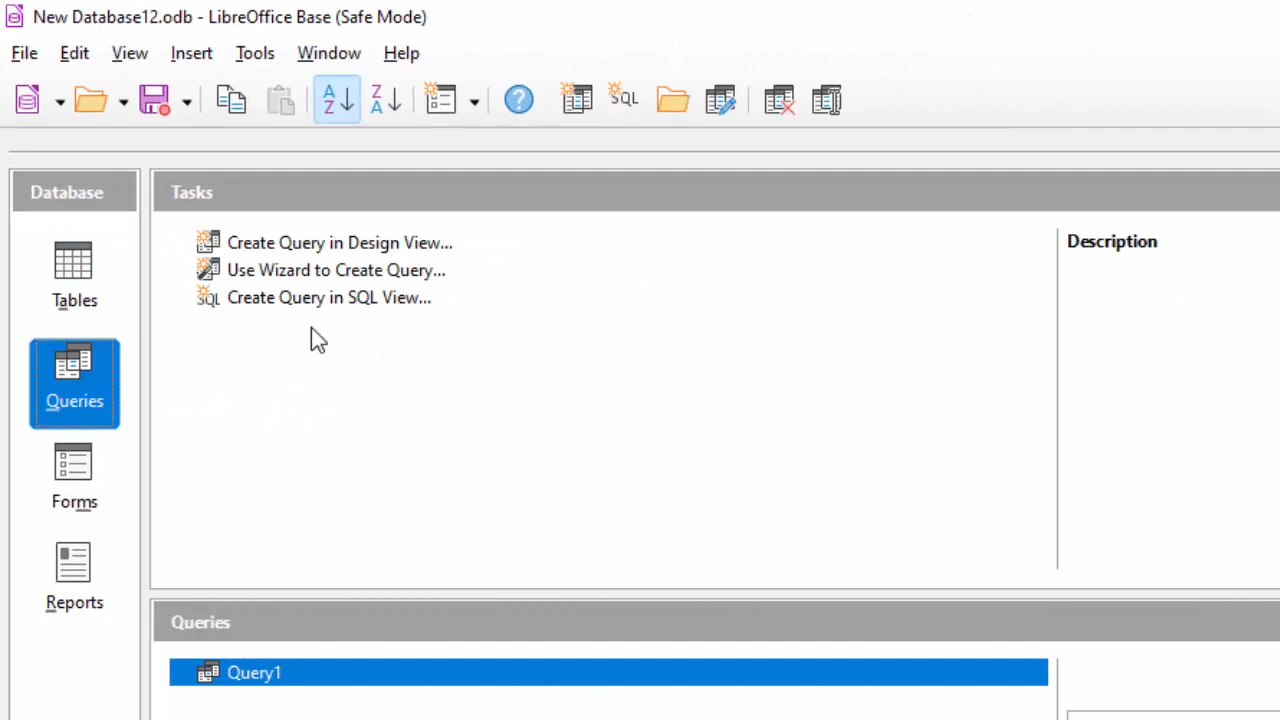 New Database12.odb - LibreOffice Base (Safe Mode)
File Edit View Insert Tools Window Help
A Z Z A ? SQL
Database
Tasks
Create Query in Design View...
Description
Use Wizard to Create Query...
Tables
SQL Create Query in SQL View...
Queries
Forms
Reports
Queries
Query1